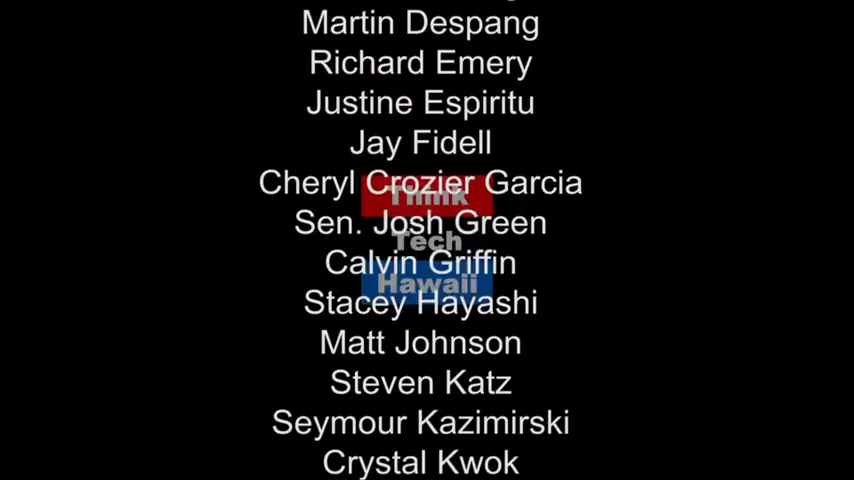 Martin Despang
Richard Emery
Justine Espiritu
Jay Fidell
Cheryl Crozier Garcia
Think
Sen. Josh Green
Tech
Calvin Griffin
Hawaii
Stacey Hayashi
Matt Johnson
Steven Katz
Seymour Kazimirski
Crystal Kwok